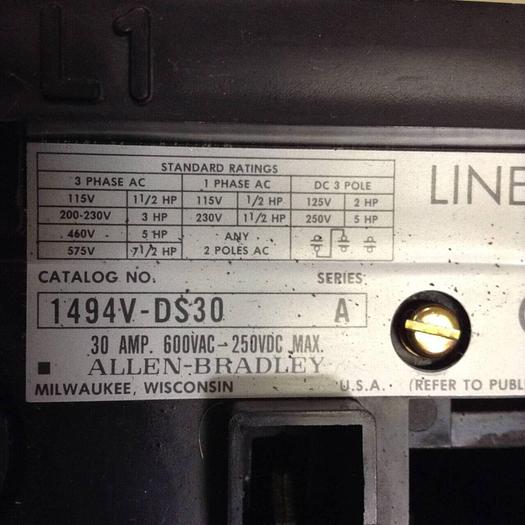 L1
STANDARD RATINGS
3 PHASE AC 1 PHASE AC DC 3 POLE
115V 1 1/2 HP 115V 1/2 HP 125V 2 HP
200-230V 3 HP 230V 1 1/2 HP 250V 5 HP
460V 5 HP ANY
575V 7 1/2 HP 2 POLES AC
LINE
CATALOG NO. SERIES
1494V-DS30 A
30 AMP. 600VAC-250VDC MAX.
ALLEN-BRADLEY
MILWAUKEE, WISCONSIN U.S.A. (REFER TO PUBL